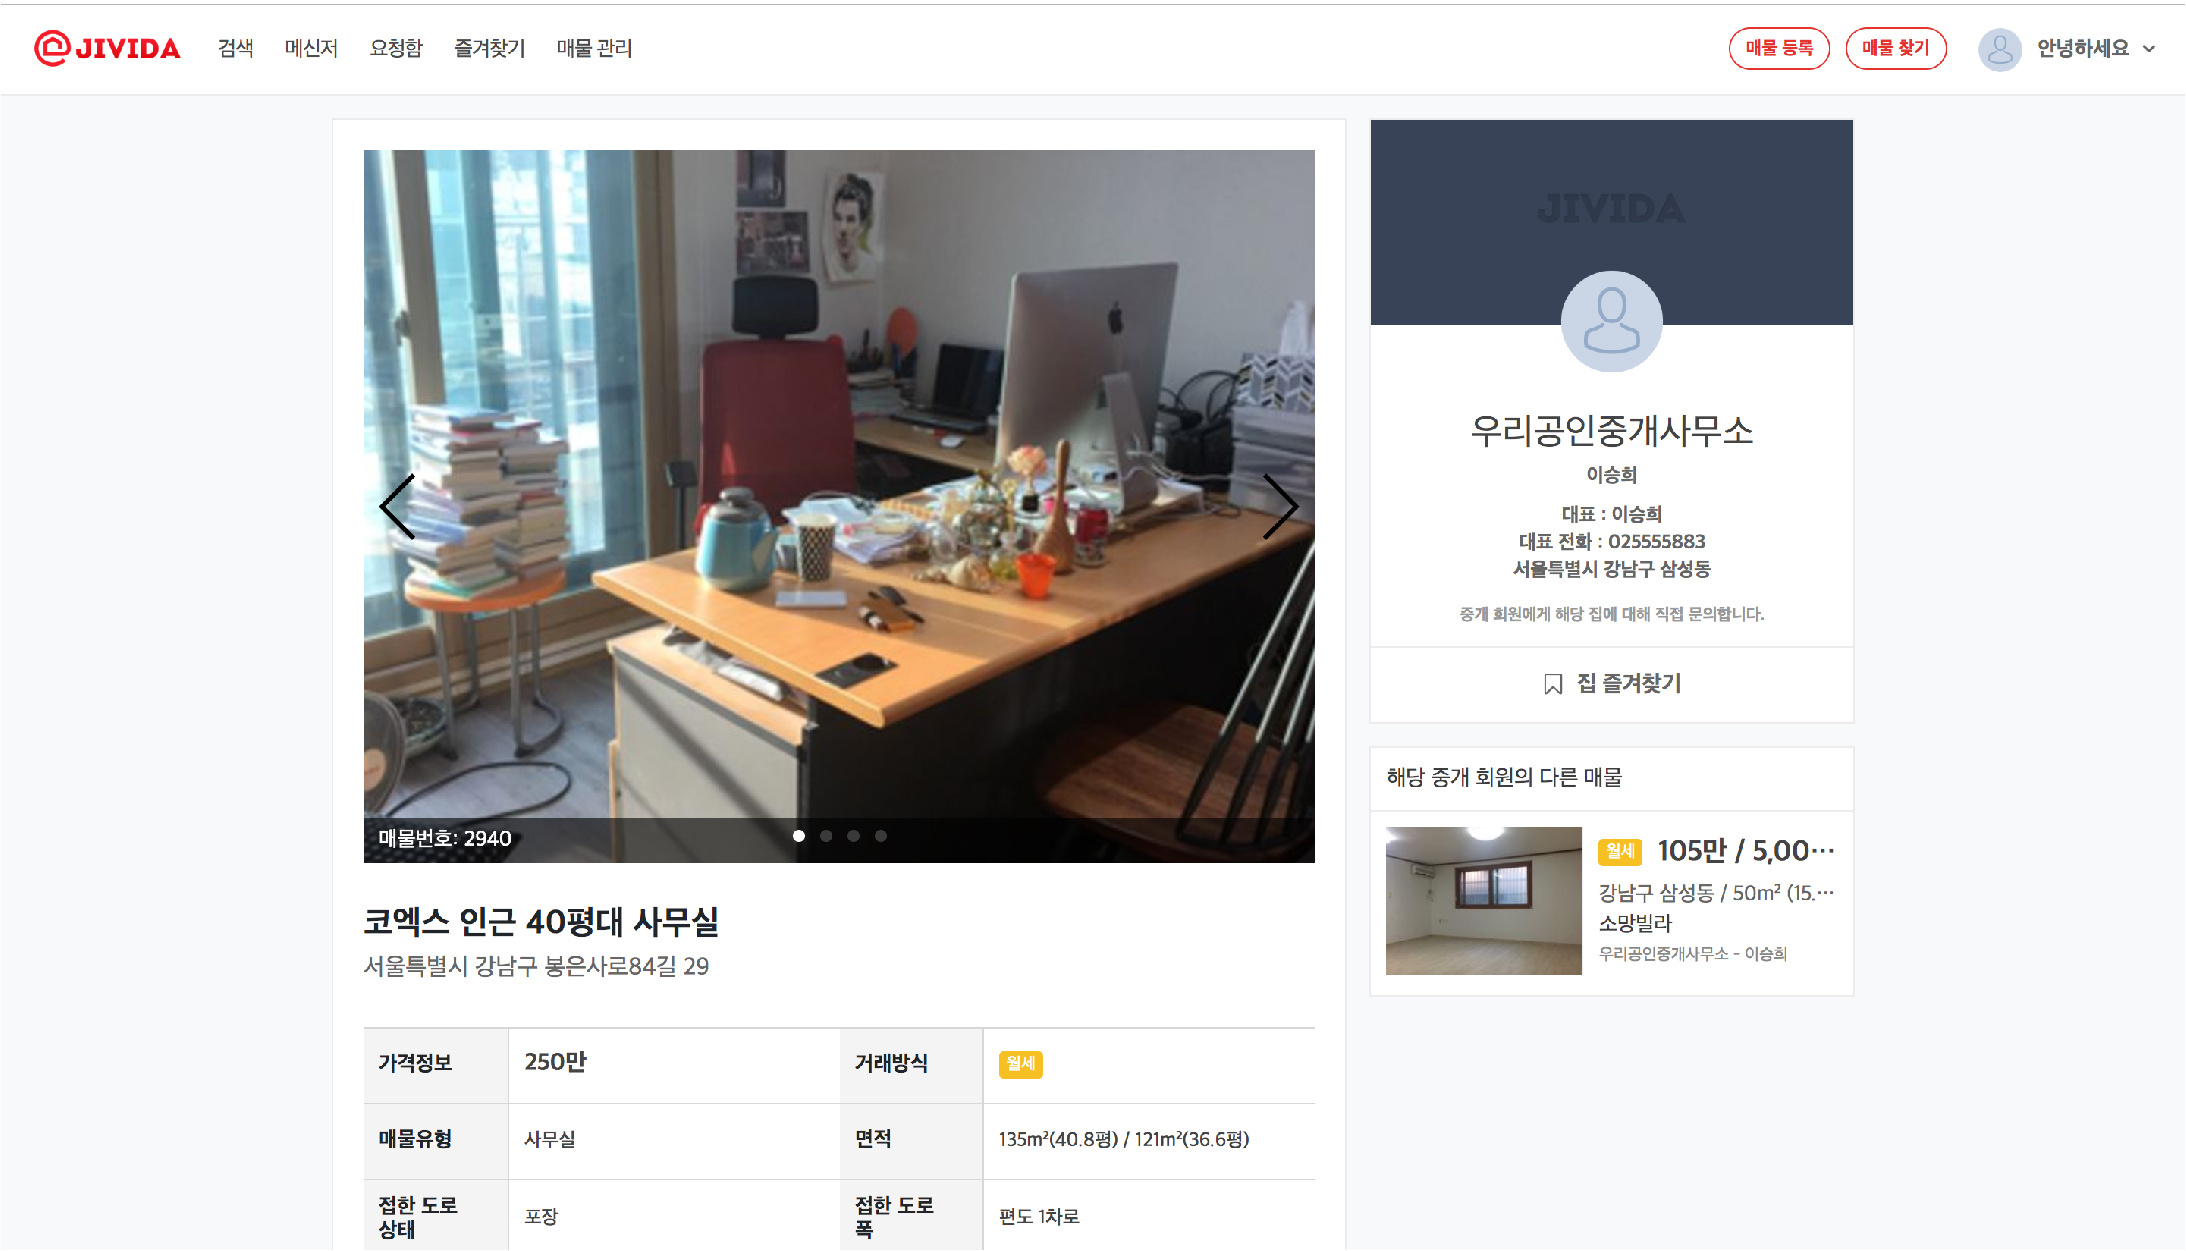 JIVIDA 검색 메신저 요청함 즐겨찾기 매물 관리 매물 등록 매물 찾기 안녕하세요
매물번호: 2940
코엑스 인근 40평대 사무실
서울특별시 강남구 봉은사로84길 29
가격정보 250만 거래방식 월세
매물유형 사무실 면적 135m²(40.8평) / 121m²(36.6평)
접한 도로 상태 포장 접한 도로 폭 편도 1차로
JIVIDA
우리공인중개사무소
이승희
대표 : 이승희
대표 전화 : 025555883
서울특별시 강남구 삼성동
중개 회원에게 해당 집에 대해 직접 문의합니다.
집 즐겨찾기
해당 중개 회원의 다른 매물
월세 105만 / 5,00···
강남구 삼성동 / 50m² (15.···
소망빌라
우리공인중개사무소 - 이승희